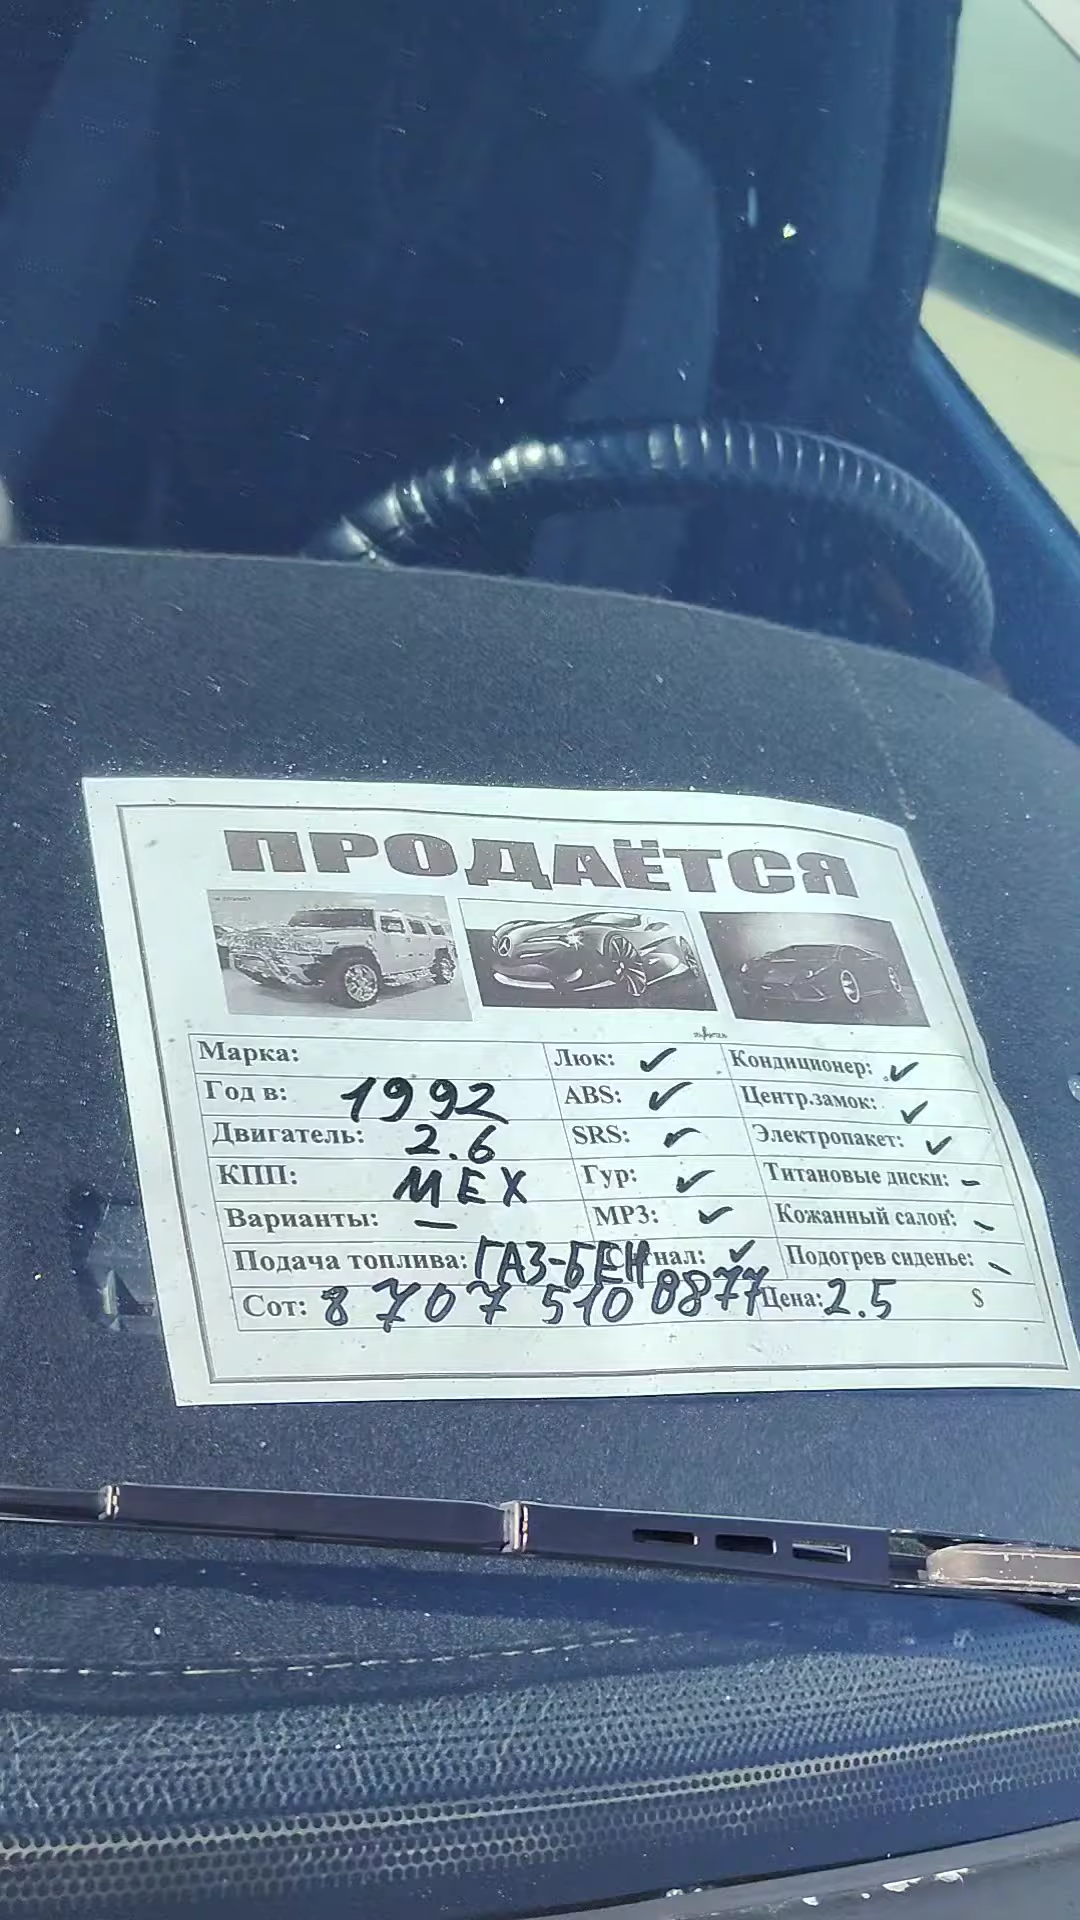 ПРОДАЁТСЯ
Марка: Люк: ✓ Кондиционер: ✓
Год в: 1992 ABS: ✓ Центр.замок: ✓
Двигатель: 2.6 SRS: ✓ Электропакет: ✓
КПП: МЕХ Гур: ✓ Титановые диски: –
Варианты: – MP3: ✓ Кожанный салон: –
Подача топлива: ГАЗ-БЕН нал: ✓ Подогрев сиденье: –
Сот: 8 707 510 0877 Цена: 2.5 $